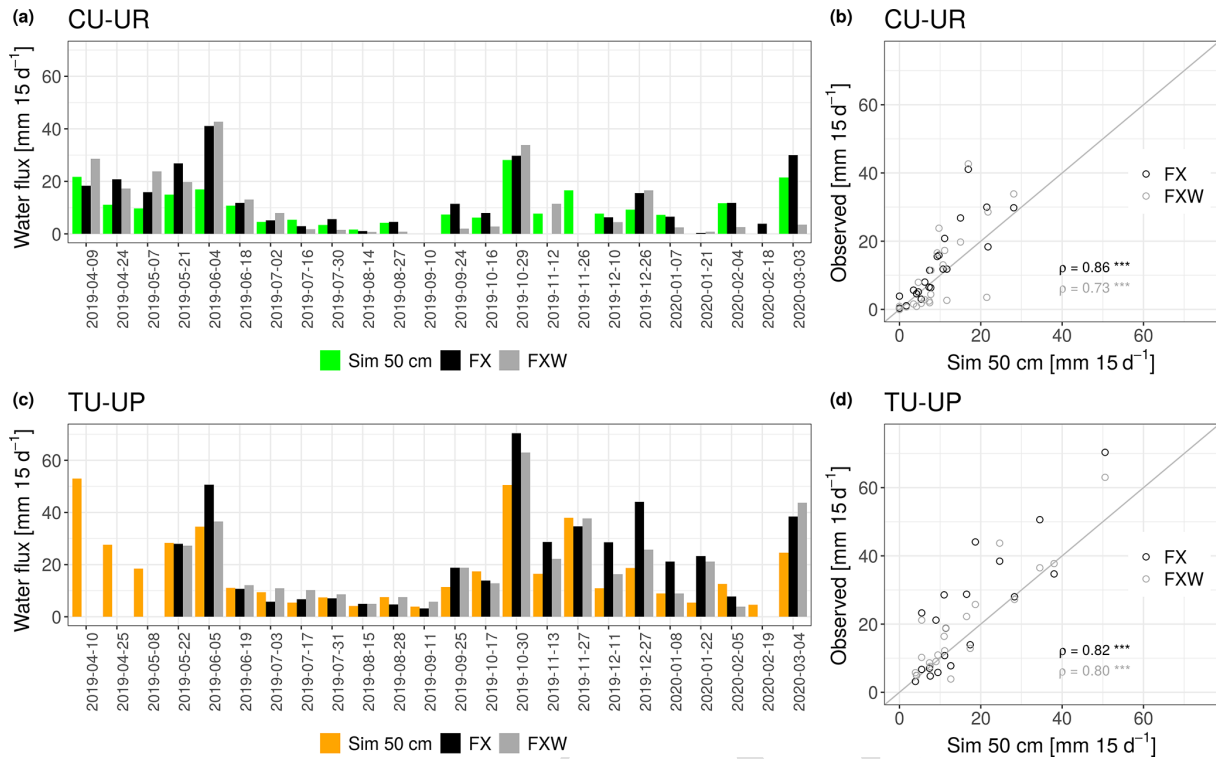 (a) CU-UR
Water flux [mm 15 d⁻¹]
60
40
20
0
2019-04-09
2019-04-24
2019-05-07
2019-05-21
2019-06-04
2019-06-18
2019-07-02
2019-07-16
2019-07-30
2019-08-14
2019-08-27
2019-09-10
2019-09-24
2019-10-16
2019-10-29
2019-11-12
2019-11-26
2019-12-10
2019-12-26
2020-01-07
2020-01-21
2020-02-04
2020-02-18
2020-03-03
Sim 50 cm FX FXW
(b) CU-UR
Observed [mm 15 d⁻¹]
60
40
20
0
FX
FXW
ρ = 0.86 ***
ρ = 0.73 ***
0 20 40 60
Sim 50 cm [mm 15 d⁻¹]
(c) TU-UP
Water flux [mm 15 d⁻¹]
60
40
20
0
2019-04-10
2019-04-25
2019-05-08
2019-05-22
2019-06-05
2019-06-19
2019-07-03
2019-07-17
2019-07-31
2019-08-15
2019-08-28
2019-09-11
2019-09-25
2019-10-17
2019-10-30
2019-11-13
2019-11-27
2019-12-11
2019-12-27
2020-01-08
2020-01-22
2020-02-05
2020-02-19
2020-03-04
Sim 50 cm FX FXW
(d) TU-UP
Observed [mm 15 d⁻¹]
60
40
20
0
FX
FXW
ρ = 0.82 ***
ρ = 0.80 ***
0 20 40 60
Sim 50 cm [mm 15 d⁻¹]